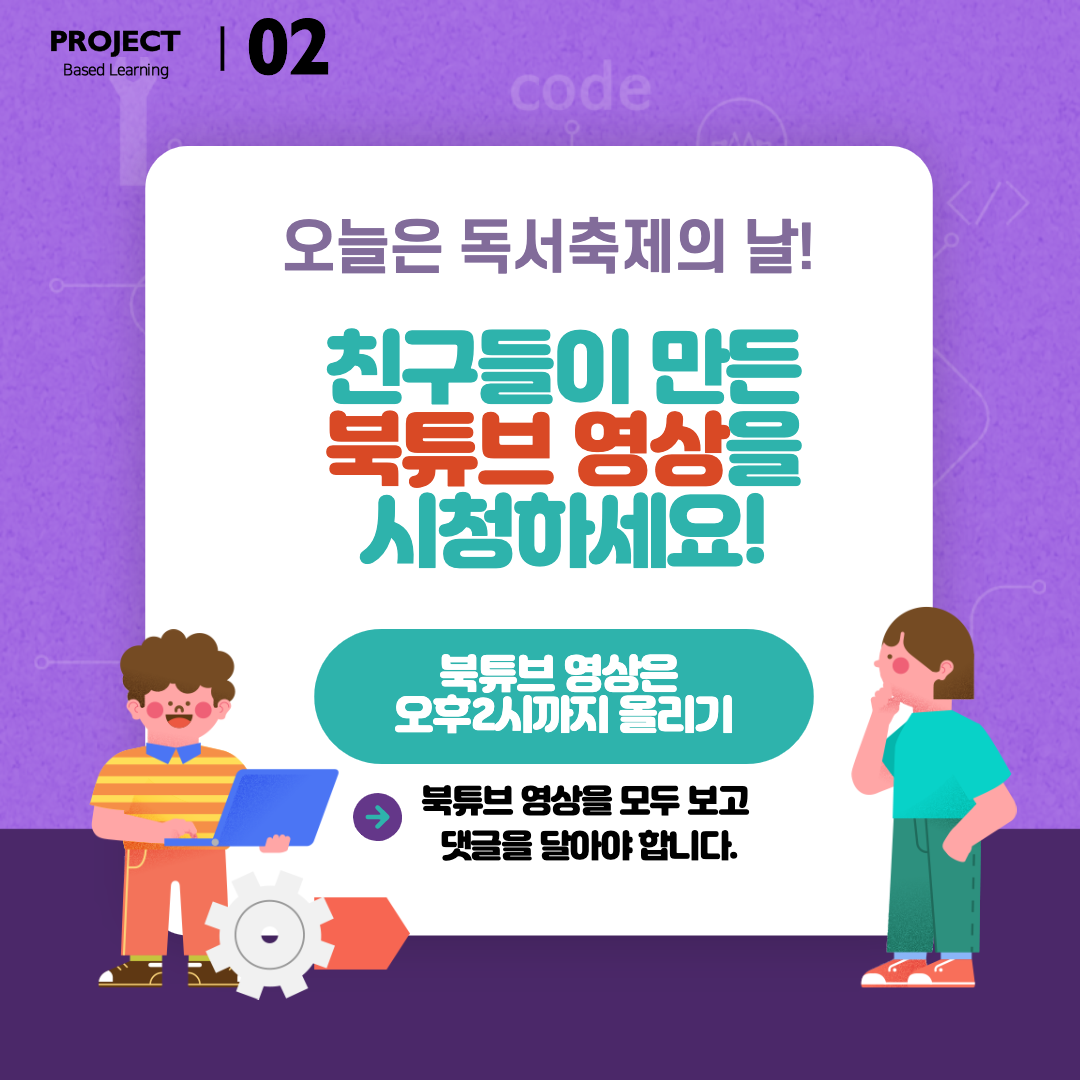 PROJECT
Based Learning
02
code
</>
오늘은 독서축제의 날!
친구들이 만든
북튜브 영상을
시청하세요!
북튜브 영상은
오후2시까지 올리기
북튜브 영상을 모두 보고
댓글을 달아야 합니다.